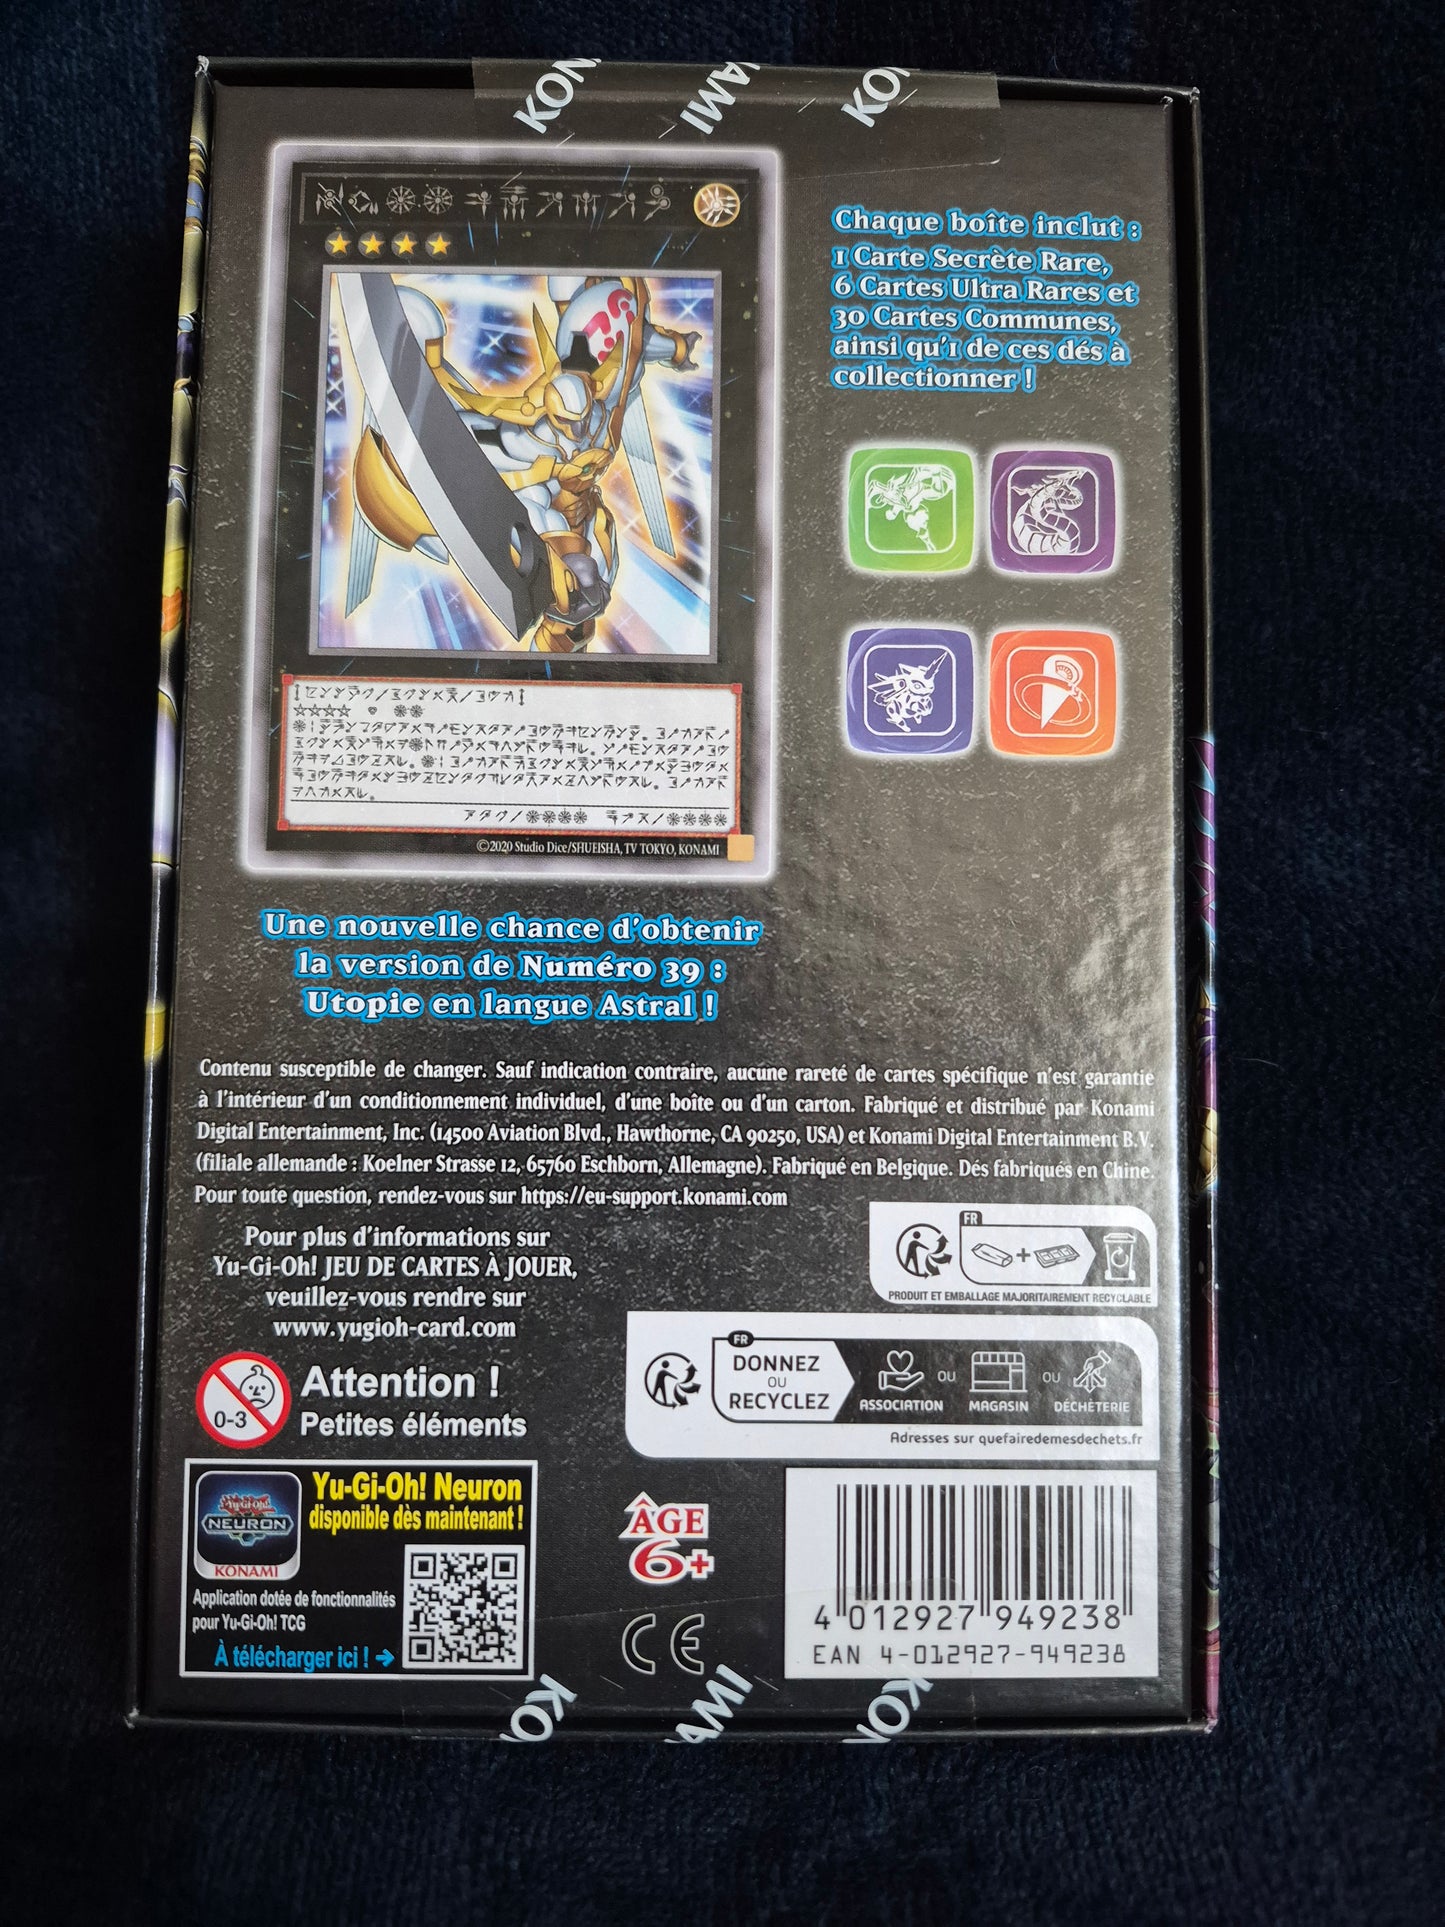 KON
NAMI
KON
Chaque boîte inclut :
1 Carte Secrète Rare,
6 Cartes Ultra Rares et
30 Cartes Communes,
ainsi qu'1 de ces dés à
collectionner !
©2020 Studio Dice/SHUEISHA, TV TOKYO, KONAMI
Une nouvelle chance d'obtenir
la version de Numéro 39 :
Utopie en langue Astral !
Contenu susceptible de changer. Sauf indication contraire, aucune rareté de cartes spécifique n'est garantie
à l'intérieur d'un conditionnement individuel, d'une boîte ou d'un carton. Fabriqué et distribué par Konami
Digital Entertainment, Inc. (14500 Aviation Blvd., Hawthorne, CA 90250, USA) et Konami Digital Entertainment B.V.
(filiale allemande : Koelner Strasse 12, 65760 Eschborn, Allemagne). Fabriqué en Belgique. Dés fabriqués en Chine.
Pour toute question, rendez-vous sur https://eu-support.konami.com
Pour plus d'informations sur
Yu-Gi-Oh! JEU DE CARTES À JOUER,
veuillez-vous rendre sur
www.yugioh-card.com
FR
+
PRODUIT ET EMBALLAGE MAJORITAIREMENT RECYCLABLE
FR
DONNEZ
OU
RECYCLEZ
ASSOCIATION
OU
MAGASIN
OU
DÉCHÈTERIE
Adresses sur quefairedemesdechets.fr
0-3
Attention !
Petites éléments
Yu-Gi-Oh!
NEURON
KONAMI
Yu-Gi-Oh! Neuron
disponible dès maintenant !
Application dotée de fonctionnalités
pour Yu-Gi-Oh! TCG
À télécharger ici !
ÂGE
6+
CE
4 012927 949238
EAN 4-012927-949238
KO
AMI
KON